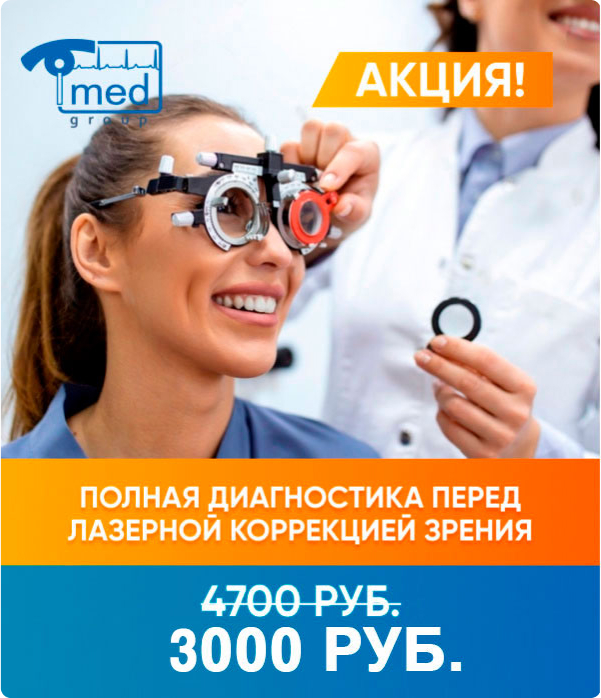 med
group
АКЦИЯ!
ПОЛНАЯ ДИАГНОСТИКА ПЕРЕД
ЛАЗЕРНОЙ КОРРЕКЦИЕЙ ЗРЕНИЯ
4700 РУБ.
3000 РУБ.